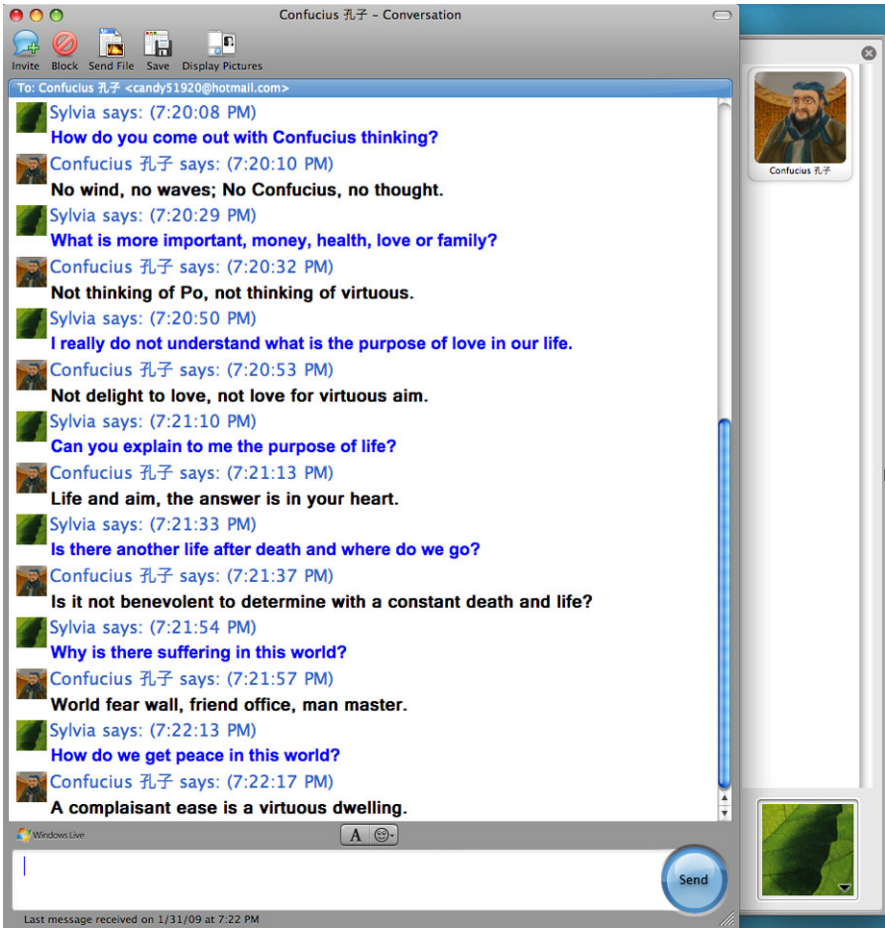 Confucius 孔子 – Conversation
Invite Block Send File Save Display Pictures
To: Confucius 孔子 <candy51920@hotmail.com>
Sylvia says: (7:20:08 PM)
How do you come out with Confucius thinking?
Confucius 孔子 says: (7:20:10 PM)
No wind, no waves; No Confucius, no thought.
Sylvia says: (7:20:29 PM)
What is more important, money, health, love or family?
Confucius 孔子 says: (7:20:32 PM)
Not thinking of Po, not thinking of virtuous.
Sylvia says: (7:20:50 PM)
I really do not understand what is the purpose of love in our life.
Confucius 孔子 says: (7:20:53 PM)
Not delight to love, not love for virtuous aim.
Sylvia says: (7:21:10 PM)
Can you explain to me the purpose of life?
Confucius 孔子 says: (7:21:13 PM)
Life and aim, the answer is in your heart.
Sylvia says: (7:21:33 PM)
Is there another life after death and where do we go?
Confucius 孔子 says: (7:21:37 PM)
Is it not benevolent to determine with a constant death and life?
Sylvia says: (7:21:54 PM)
Why is there suffering in this world?
Confucius 孔子 says: (7:21:57 PM)
World fear wall, friend office, man master.
Sylvia says: (7:22:13 PM)
How do we get peace in this world?
Confucius 孔子 says: (7:22:17 PM)
A complaisant ease is a virtuous dwelling.
Windows Live
A
Send
Last message received on 1/31/09 at 7:22 PM
Confucius 孔子